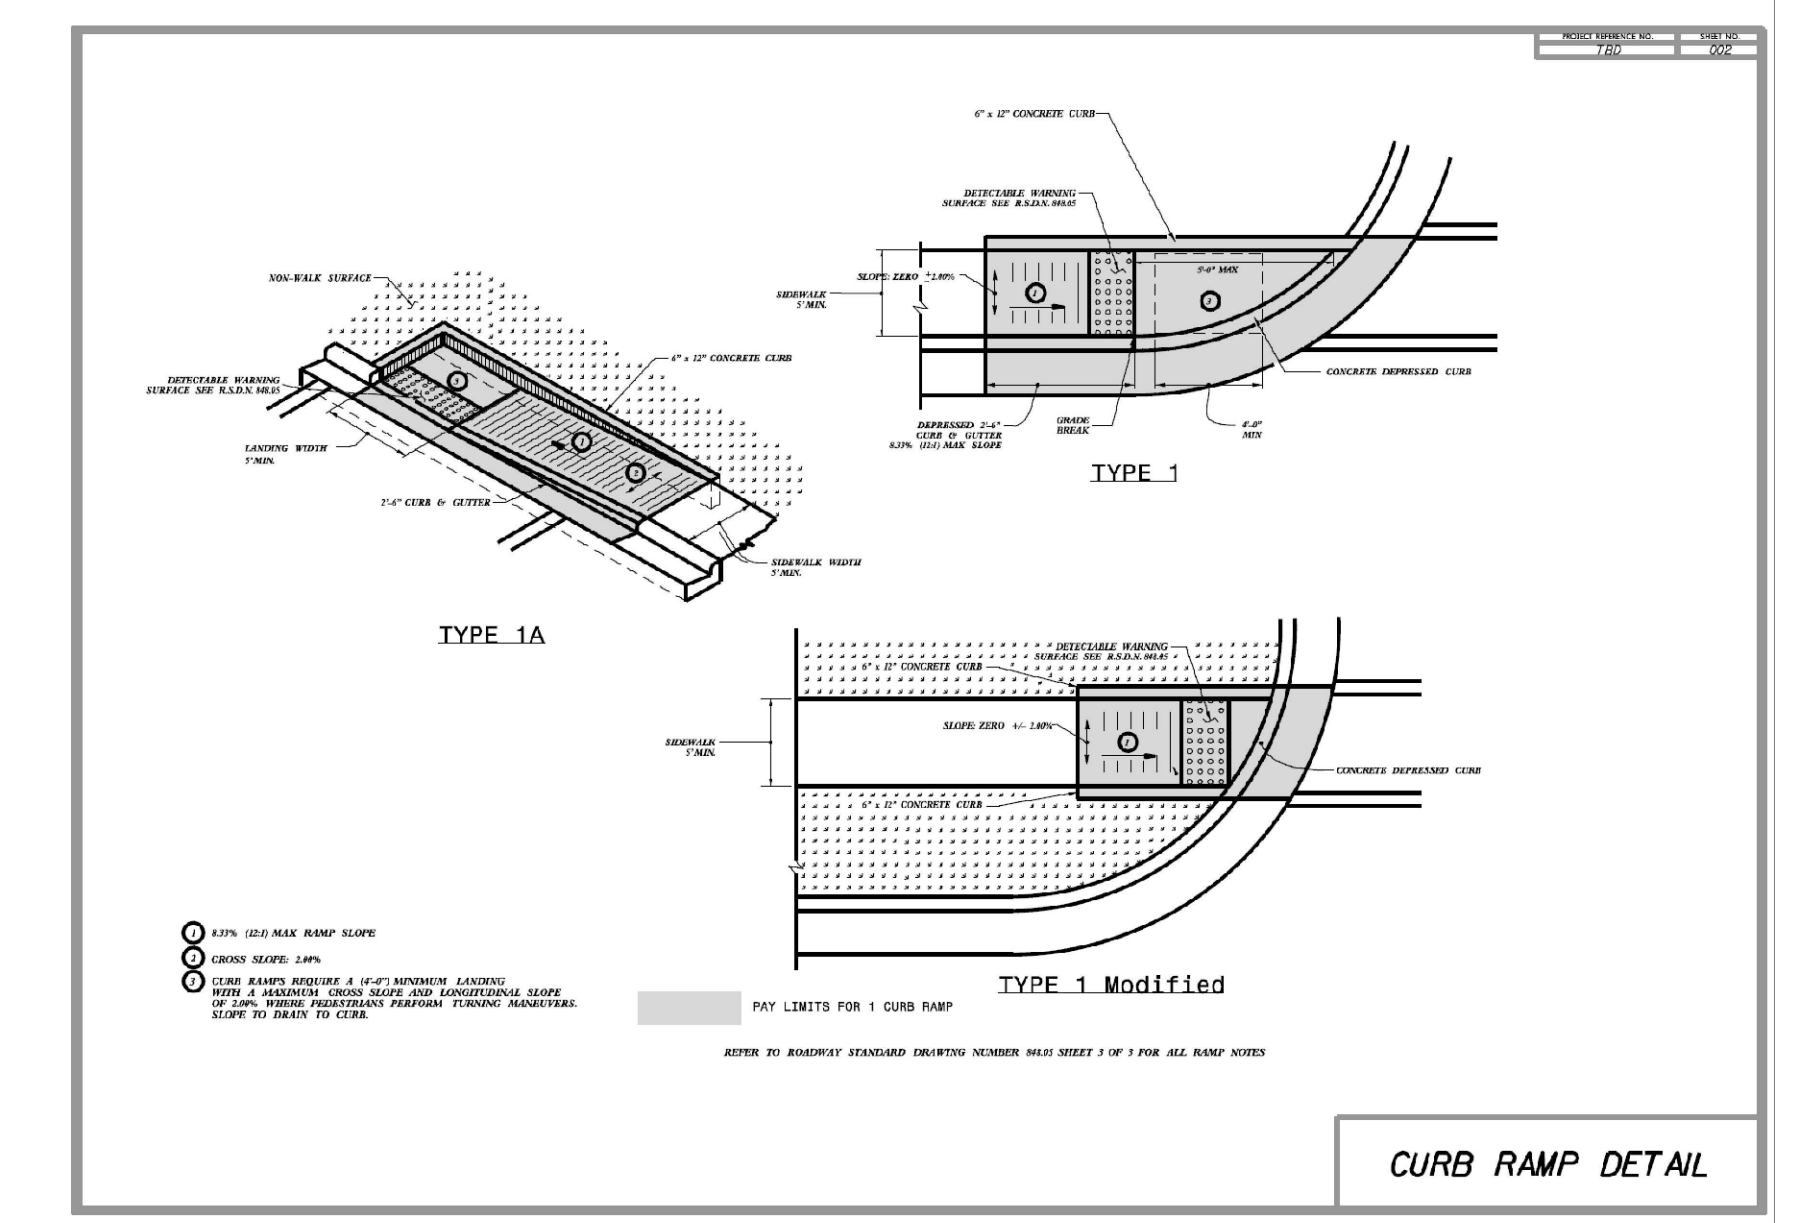 PROJECT REFERENCE NO.
SHEET NO.
TBD
002
6" x 12" CONCRETE CURB
DETECTABLE WARNING
SURFACE SEE R.S.D.N. 848.05
SLOPE: ZERO ±2.00%
5'-0" MAX
SIDEWALK
5' MIN.
1
3
CONCRETE DEPRESSED CURB
DEPRESSED 2'-6"
CURB & GUTTER
8.33% (12:1) MAX SLOPE
GRADE
BREAK
4'-0"
MIN
TYPE 1
NON-WALK SURFACE
6" x 12" CONCRETE CURB
DETECTABLE WARNING
SURFACE SEE R.S.D.N. 848.05
3
1
2
LANDING WIDTH
5' MIN.
2'-6" CURB & GUTTER
SIDEWALK WIDTH
5' MIN.
TYPE 1A
DETECTABLE WARNING
SURFACE SEE R.S.D.N. 848.05
6" x 12" CONCRETE CURB
SLOPE: ZERO +/- 2.00%
SIDEWALK
5' MIN.
1
CONCRETE DEPRESSED CURB
6" x 12" CONCRETE CURB
TYPE 1 Modified
1 8.33% (12:1) MAX RAMP SLOPE
2 CROSS SLOPE: 2.00%
3 CURB RAMPS REQUIRE A (4'-0") MINIMUM LANDING
WITH A MAXIMUM CROSS SLOPE AND LONGITUDINAL SLOPE
OF 2.00% WHERE PEDESTRIANS PERFORM TURNING MANEUVERS.
SLOPE TO DRAIN TO CURB.
PAY LIMITS FOR 1 CURB RAMP
REFER TO ROADWAY STANDARD DRAWING NUMBER 848.05 SHEET 3 OF 3 FOR ALL RAMP NOTES
CURB RAMP DETAIL